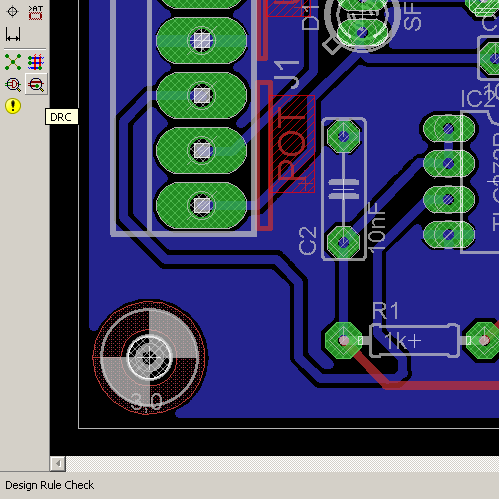 DRC
D1
SF
J1
POT
C2
10nF
IC2
R1
1k+
3,0
Design Rule Check